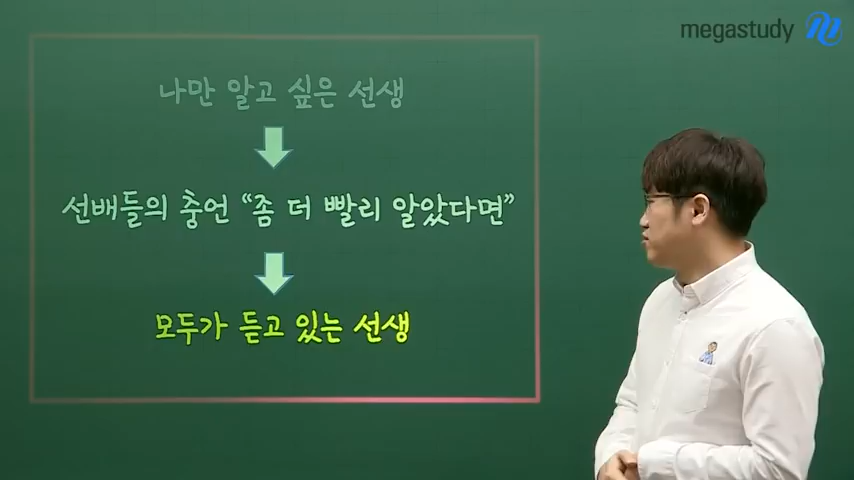 megastudy
나만 알고 싶은 선생
선배들의 충언 “좀 더 빨리 알았다면”
모두가 듣고 있는 선생